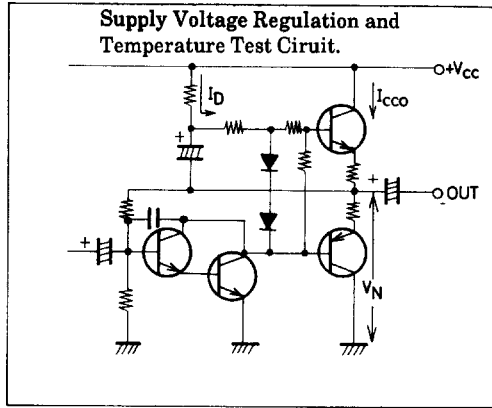 Supply Voltage Regulation and
Temperature Test Ciruit.
+VCC
ID
ICCO
+
+
OUT
-
+
VN